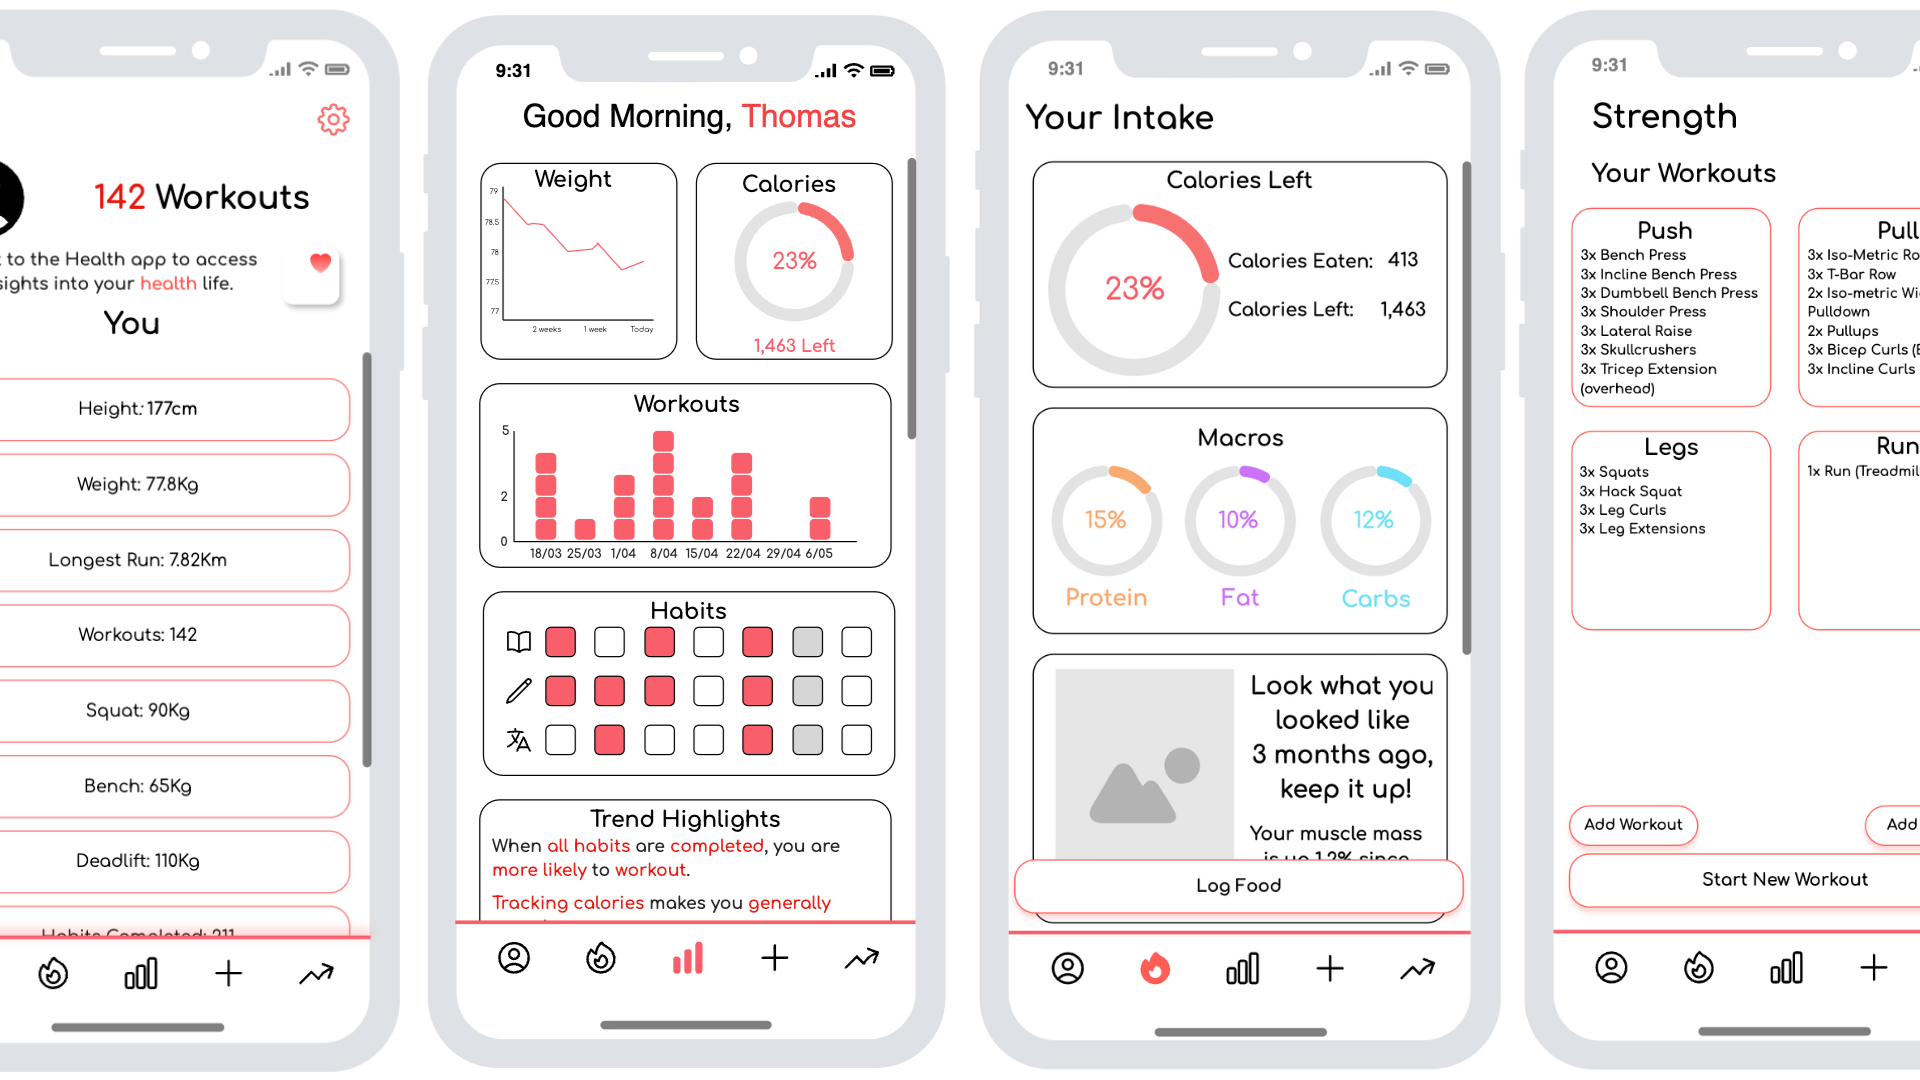 142 Workouts
to the Health app to access
sights into your health life.
You
Height: 177cm
Weight: 77.8Kg
Longest Run: 7.82Km
Workouts: 142
Squat: 90Kg
Bench: 65Kg
Deadlift: 110Kg
Habits Completed: 211
9:31
Good Morning, Thomas
Weight
79
78.5
78
77.5
77
2 weeks
1 week
Today
Calories
23%
1,463 Left
Workouts
5
2
0
18/03 25/03 1/04 8/04 15/04 22/04 29/04 6/05
Habits
Trend Highlights
When all habits are completed, you are
more likely to workout.
Tracking calories makes you generally
9:31
Your Intake
Calories Left
23%
Calories Eaten: 413
Calories Left: 1,463
Macros
15%
10%
12%
Protein
Fat
Carbs
Look what you
looked like
3 months ago,
keep it up!
Your muscle mass
is up 1.2% since
Log Food
9:31
Strength
Your Workouts
Push
3x Bench Press
3x Incline Bench Press
3x Dumbbell Bench Press
3x Shoulder Press
3x Lateral Raise
3x Skullcrushers
3x Tricep Extension
(overhead)
Pull
3x Iso-Metric Ro
3x T-Bar Row
2x Iso-metric Wi
Pulldown
2x Pullups
3x Bicep Curls (
3x Incline Curls
Legs
3x Squats
3x Hack Squat
3x Leg Curls
3x Leg Extensions
Run
1x Run (Treadmil
Add Workout
Add
Start New Workout